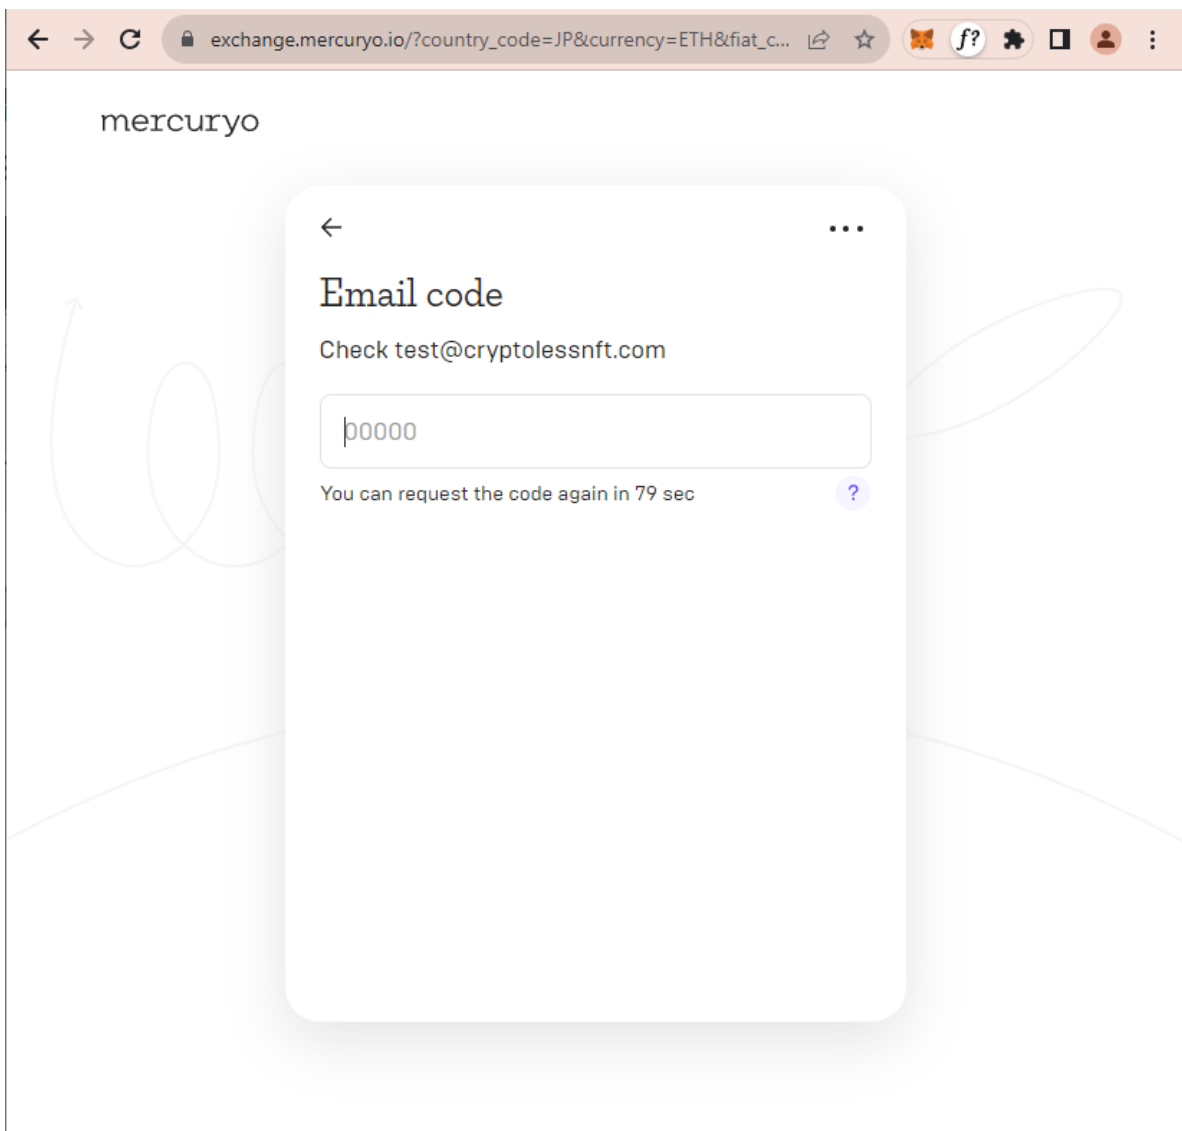 exchange.mercuryo.io/?country_code=JP&currency=ETH&fiat_c...
f?
mercuryo
Email code
Check test@cryptolessnft.com
00000
You can request the code again in 79 sec
?